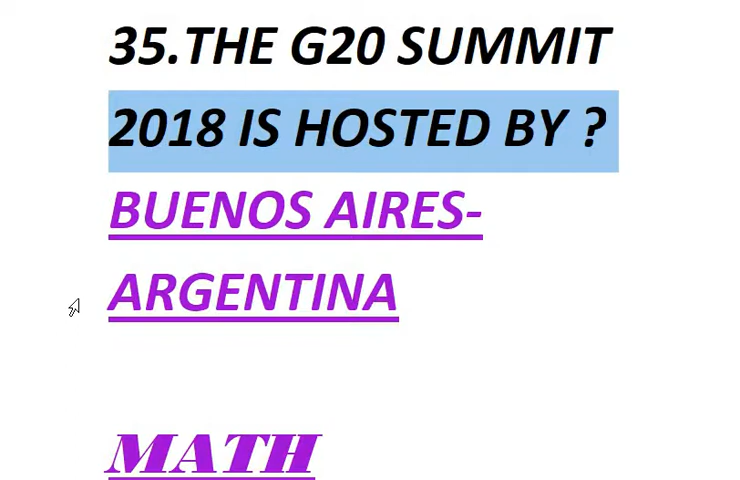 35.THE G20 SUMMIT
2018 IS HOSTED BY ?
BUENOS AIRES-
ARGENTINA
MATH